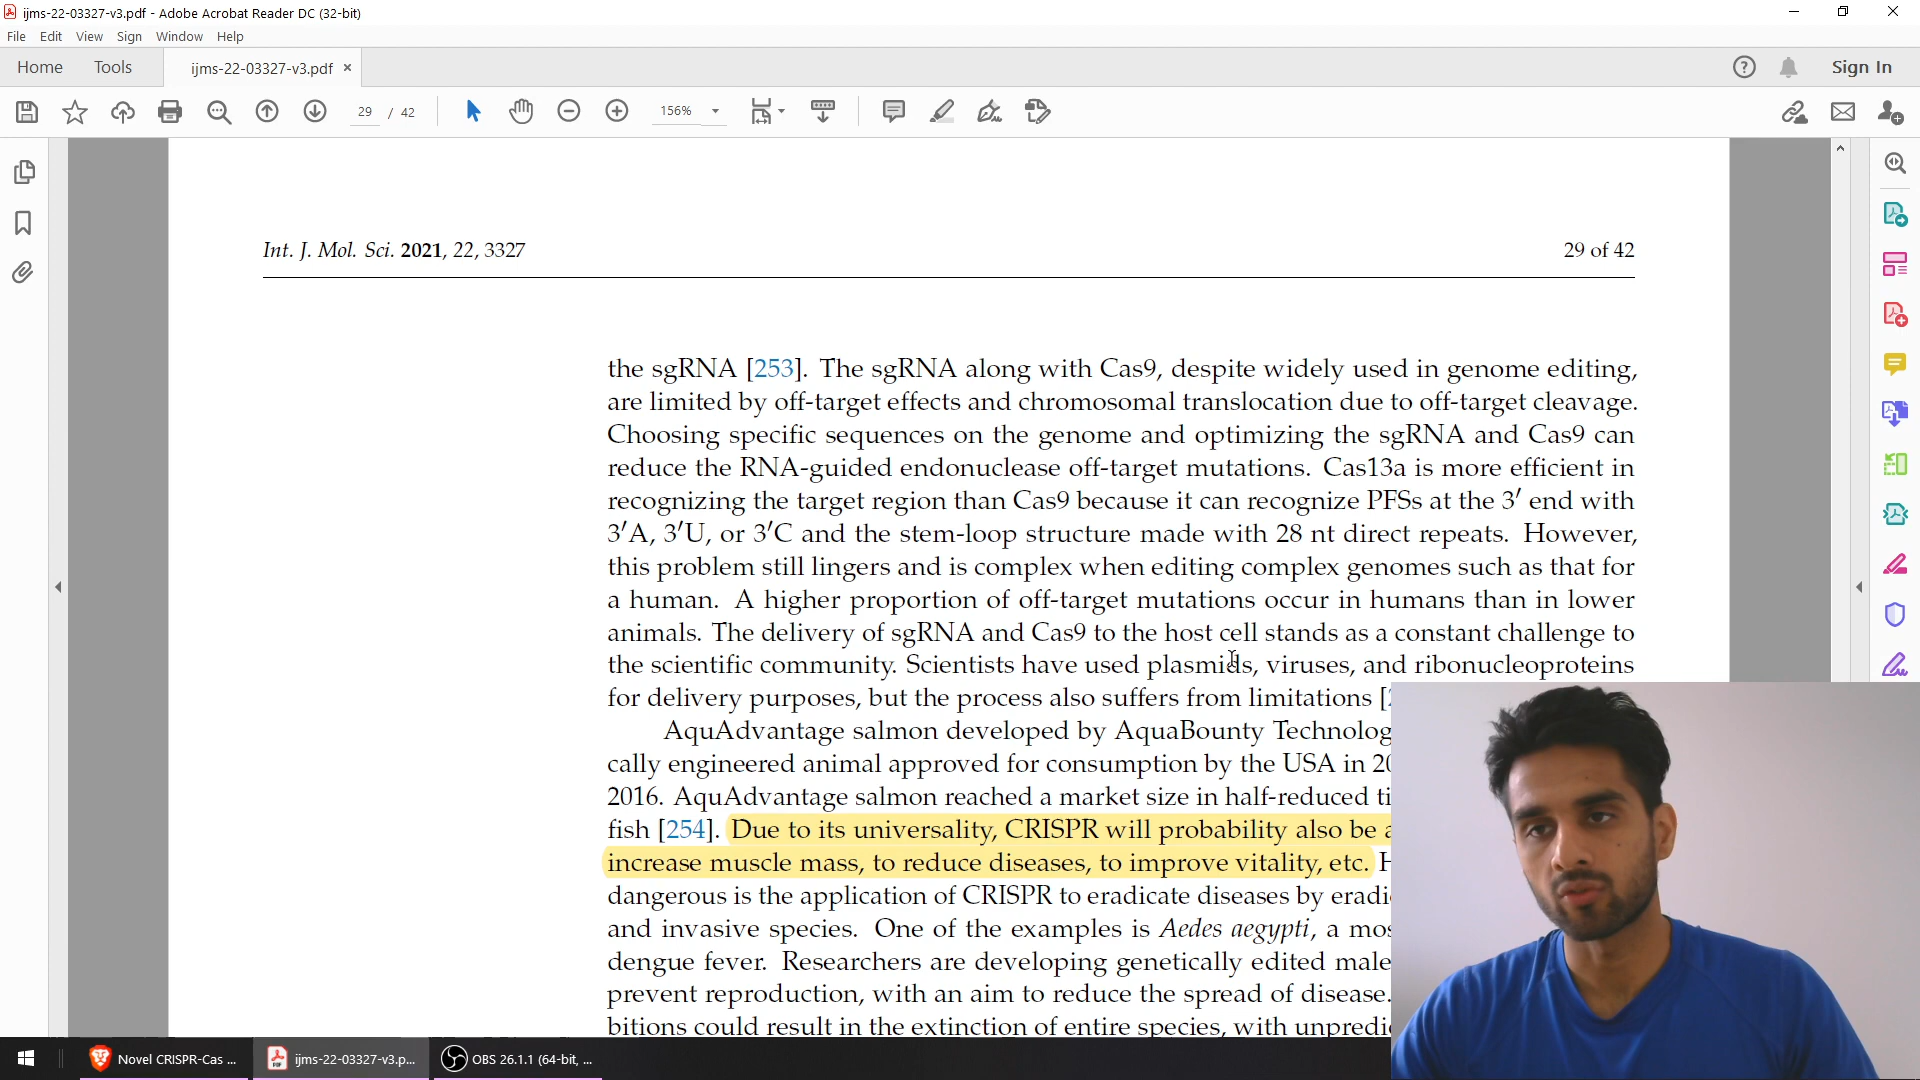 ijms-22-03327-v3.pdf - Adobe Acrobat Reader DC (32-bit)
File Edit View Sign Window Help
Home Tools ijms-22-03327-v3.pdf × Sign In
29 / 42 156%
Int. J. Mol. Sci. 2021, 22, 3327 29 of 42
the sgRNA [253]. The sgRNA along with Cas9, despite widely used in genome editing,
are limited by off-target effects and chromosomal translocation due to off-target cleavage.
Choosing specific sequences on the genome and optimizing the sgRNA and Cas9 can
reduce the RNA-guided endonuclease off-target mutations. Cas13a is more efficient in
recognizing the target region than Cas9 because it can recognize PFSs at the 3′ end with
3′A, 3′U, or 3′C and the stem-loop structure made with 28 nt direct repeats. However,
this problem still lingers and is complex when editing complex genomes such as that for
a human. A higher proportion of off-target mutations occur in humans than in lower
animals. The delivery of sgRNA and Cas9 to the host cell stands as a constant challenge to
the scientific community. Scientists have used plasmids, viruses, and ribonucleoproteins
for delivery purposes, but the process also suffers from limitations [
AquAdvantage salmon developed by AquaBounty Technolog
cally engineered animal approved for consumption by the USA in 20
2016. AquAdvantage salmon reached a market size in half-reduced ti
fish [254]. Due to its universality, CRISPR will probability also be a
increase muscle mass, to reduce diseases, to improve vitality, etc. H
dangerous is the application of CRISPR to eradicate diseases by eradi
and invasive species. One of the examples is Aedes aegypti, a mos
dengue fever. Researchers are developing genetically edited male
prevent reproduction, with an aim to reduce the spread of disease.
bitions could result in the extinction of entire species, with unpredic
Novel CRISPR-Cas ... ijms-22-03327-v3.p... OBS 26.1.1 (64-bit, ...